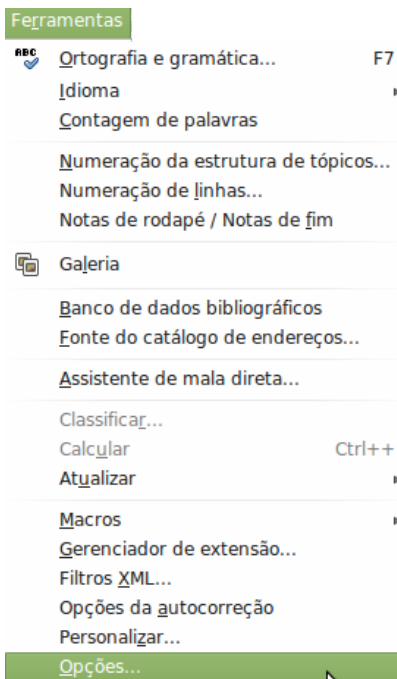 Ferramentas
ABC Ortografia e gramática... F7
Idioma
Contagem de palavras
Numeração da estrutura de tópicos...
Numeração de linhas...
Notas de rodapé / Notas de fim
Galeria
Banco de dados bibliográficos
Fonte do catálogo de endereços...
Assistente de mala direta...
Classificar...
Calcular Ctrl++
Atualizar
Macros
Gerenciador de extensão...
Filtros XML...
Opções da autocorreção
Personalizar...
Opções...